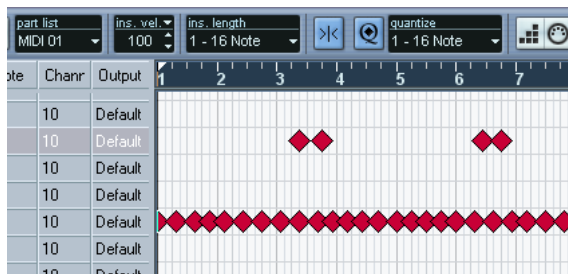 part list ins. vel. ins. length quantize
MIDI 01 100 1 - 16 Note 1 - 16 Note
ote Chanr Output 1 2 3 4 5 6 7
10 Default
10 Default
10 Default
10 Default
10 Default
10 Default
10 Default